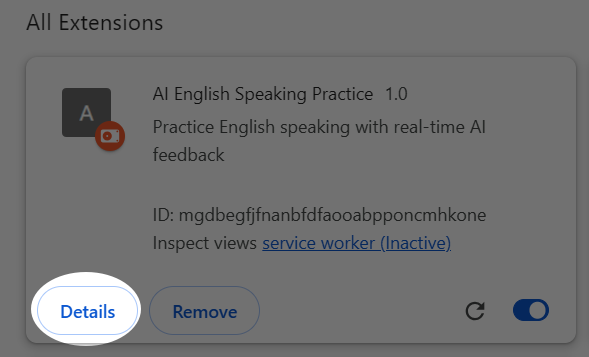 All Extensions
A
AI English Speaking Practice 1.0
Practice English speaking with real-time AI
feedback
ID: mgdbegfjfnanbfdfaooabpponcmhkone
Inspect views service worker (Inactive)
Details
Remove